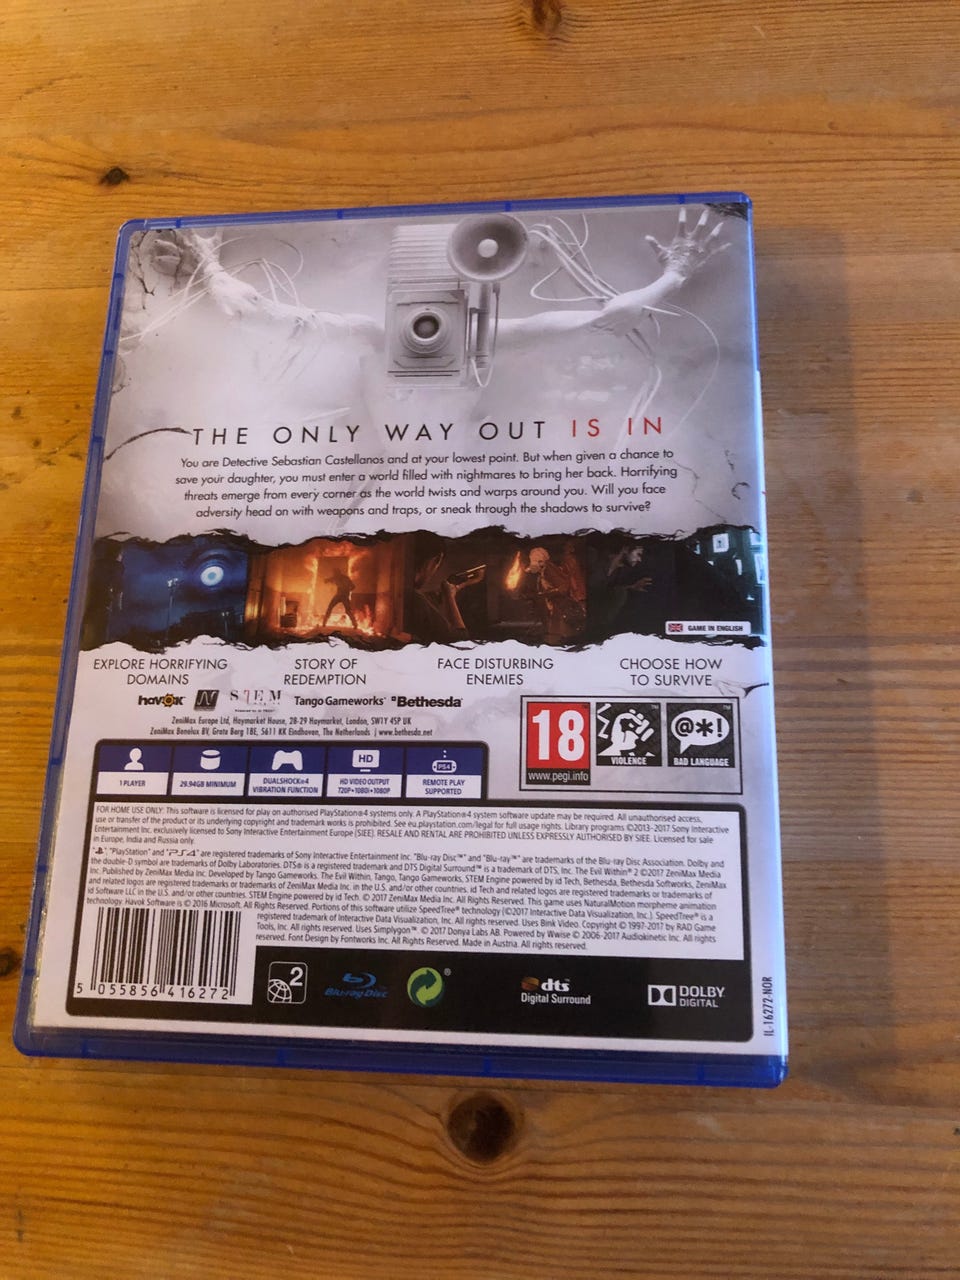 THE ONLY WAY OUT IS IN
You are Detective Sebastian Castellanos and at your lowest point. But when given a chance to
save your daughter, you must enter a world filled with nightmares to bring her back. Horrifying
threats emerge from every corner as the world twists and warps around you. Will you face
adversity head on with weapons and traps, or sneak through the shadows to survive?
GAME IN ENGLISH
EXPLORE HORRIFYING
DOMAINS
STORY OF
REDEMPTION
FACE DISTURBING
ENEMIES
CHOOSE HOW
TO SURVIVE
havok N STEM Tango Gameworks Bethesda
ZeniMax Europe Ltd, Haymarket House, 28-29 Haymarket, London, SW1Y 4SP UK
ZeniMax Benelux BV, Grote Berg 18E, 5611 KK Eindhoven, The Netherlands | www.bethesda.net
18
www.pegi.info
VIOLENCE
@*!
BAD LANGUAGE
1 PLAYER
29.94GB MINIMUM
DUALSHOCK®4
VIBRATION FUNCTION
HD
HD VIDEO OUTPUT
720P•1080i•1080P
PS4
REMOTE PLAY
SUPPORTED
FOR HOME USE ONLY: This software is licensed for play on authorised PlayStation®4 systems only. A PlayStation®4 system software update may be required. All unauthorised access,
use or transfer of the product or its underlying copyright and trademark works is prohibited. See eu.playstation.com/legal for full usage rights. Library programs ©2013-2017 Sony Interactive
Entertainment Inc. exclusively licensed to Sony Interactive Entertainment Europe (SIEE). RESALE AND RENTAL ARE PROHIBITED UNLESS EXPRESSLY AUTHORISED BY SIEE. Licensed for sale
in Europe, India and Russia only.
"PlayStation" and "PS4" are registered trademarks of Sony Interactive Entertainment Inc. "Blu-ray Disc™" and "Blu-ray™" are trademarks of the Blu-ray Disc Association. Dolby and
the double-D symbol are trademarks of Dolby Laboratories. DTS® is a registered trademark and DTS Digital Surround™ is a trademark of DTS, Inc. The Evil Within® 2 ©2017 ZeniMax Media
Inc. Published by ZeniMax Media Inc. Developed by Tango Gameworks. The Evil Within, Tango, Tango Gameworks, STEM Engine powered by id Tech, Bethesda, Bethesda Softworks, ZeniMax
and related logos are registered trademarks or trademarks of ZeniMax Media Inc. in the U.S. and/or other countries. id Tech and related logos are registered trademarks or trademarks of
id Software LLC in the U.S. and/or other countries. STEM Engine powered by id Tech. © 2017 ZeniMax Media Inc. All Rights Reserved. This game uses NaturalMotion morpheme animation
technology. Havok Software is © 2016 Microsoft. All Rights Reserved. Portions of this software utilize SpeedTree® technology (©2017 Interactive Data Visualization, Inc.). SpeedTree® is a
registered trademark of Interactive Data Visualization, Inc. All rights reserved. Uses Bink Video. Copyright © 1997-2017 by RAD Game
Tools, Inc. All rights reserved. Uses Simplygon™ © 2017 Donya Labs AB. Powered by Wwise © 2006-2017 Audiokinetic Inc. All rights
reserved. Font Design by Fontworks Inc. All Rights Reserved. Made in Austria. All rights reserved.
5 055856 416272
2
Blu-ray Disc
dts
Digital Surround
DOLBY
DIGITAL
IL-16272-NOR